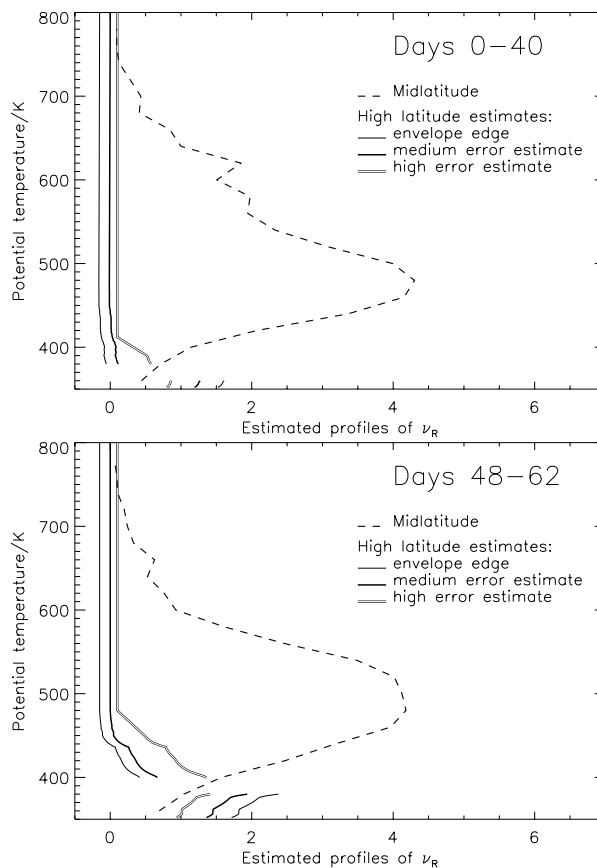 Days 0–40
800
700
600
500
400
Potential temperature/K
Midlatitude
High latitude estimates:
envelope edge
medium error estimate
high error estimate
0 2 4 6
Estimated profiles of ν_R
Days 48–62
800
700
600
500
400
Potential temperature/K
Midlatitude
High latitude estimates:
envelope edge
medium error estimate
high error estimate
0 2 4 6
Estimated profiles of ν_R